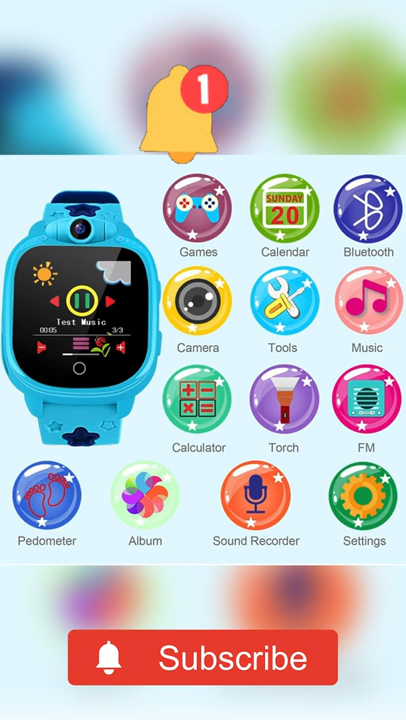 1
Games
SUNDAY
20
Calendar
Bluetooth
Test Music
00:05 3/3
Camera
Tools
Music
Calculator
Torch
FM
Pedometer
Album
Sound Recorder
Settings
Subscribe